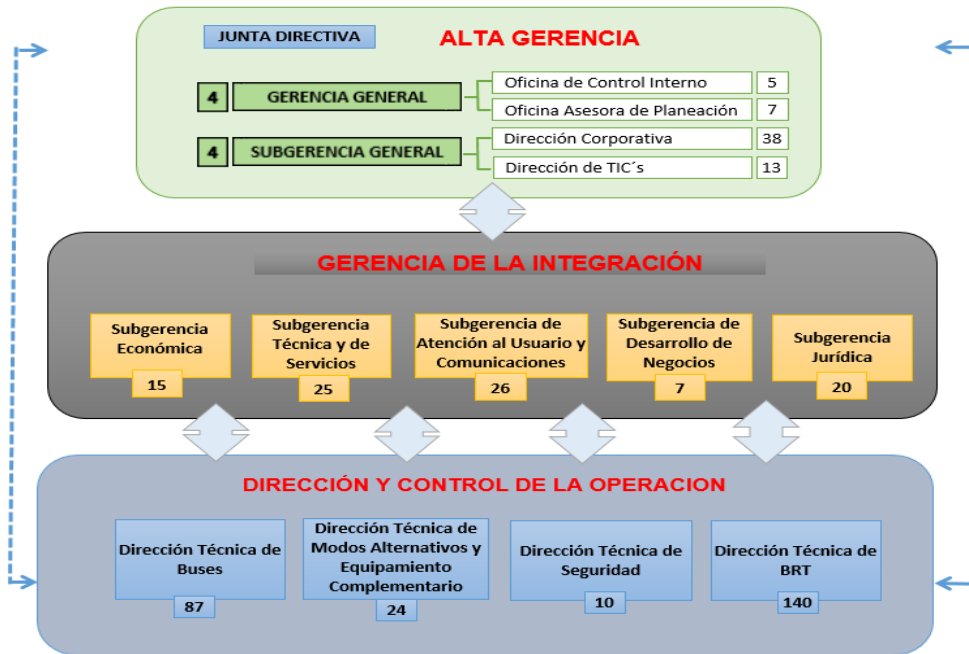 JUNTA DIRECTIVA
ALTA GERENCIA
4
GERENCIA GENERAL
Oficina de Control Interno
5
Oficina Asesora de Planeación
7
4
SUBGERENCIA GENERAL
Dirección Corporativa
38
Dirección de TIC´s
13
GERENCIA DE LA INTEGRACIÓN
Subgerencia
Económica
15
Subgerencia
Técnica y de
Servicios
25
Subgerencia de
Atención al Usuario y
Comunicaciones
26
Subgerencia de
Desarrollo de
Negocios
7
Subgerencia
Jurídica
20
DIRECCIÓN Y CONTROL DE LA OPERACION
Dirección Técnica de
Buses
87
Dirección Técnica de
Modos Alternativos y
Equipamiento
Complementario
24
Dirección Técnica de
Seguridad
10
Dirección Técnica de
BRT
140